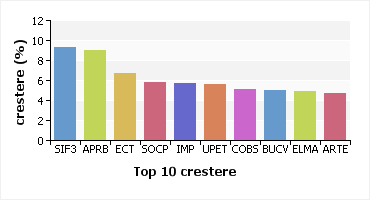 crestere (%)
12
10
8
6
4
2
0
SIF3 APRB ECT SOCP IMP UPET COBS BUCV ELMA ARTE
Top 10 crestere